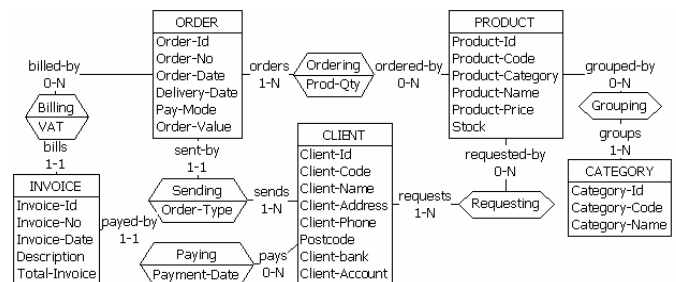 ORDER
Order-Id
Order-No
Order-Date
Delivery-Date
Pay-Mode
Order-Value
billed-by
0-N
Billing
VAT
bills
1-1
INVOICE
Invoice-Id
Invoice-No
Invoice-Date
Description
Total-Invoice
orders
1-N
Ordering
Prod-Qty
ordered-by
0-N
PRODUCT
Product-Id
Product-Code
Product-Category
Product-Name
Product-Price
Stock
grouped-by
0-N
Grouping
groups
1-N
CATEGORY
Category-Id
Category-Code
Category-Name
sent-by
1-1
Sending
Order-Type
sends
1-N
CLIENT
Client-Id
Client-Code
Client-Name
Client-Address
Client-Phone
Postcode
Client-bank
Client-Account
requested-by
0-N
requests
1-N
Requesting
payed-by
1-1
Paying
Payment-Date
pays
0-N